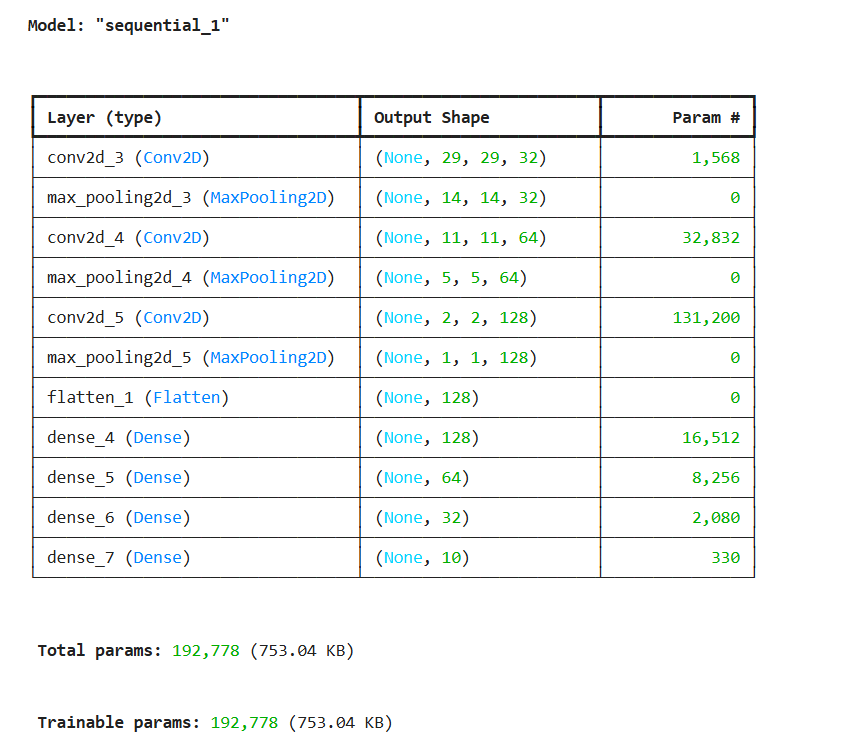 Model: "sequential_1"
Layer (type) Output Shape Param #
conv2d_3 (Conv2D) (None, 29, 29, 32) 1,568
max_pooling2d_3 (MaxPooling2D) (None, 14, 14, 32) 0
conv2d_4 (Conv2D) (None, 11, 11, 64) 32,832
max_pooling2d_4 (MaxPooling2D) (None, 5, 5, 64) 0
conv2d_5 (Conv2D) (None, 2, 2, 128) 131,200
max_pooling2d_5 (MaxPooling2D) (None, 1, 1, 128) 0
flatten_1 (Flatten) (None, 128) 0
dense_4 (Dense) (None, 128) 16,512
dense_5 (Dense) (None, 64) 8,256
dense_6 (Dense) (None, 32) 2,080
dense_7 (Dense) (None, 10) 330
Total params: 192,778 (753.04 KB)
Trainable params: 192,778 (753.04 KB)